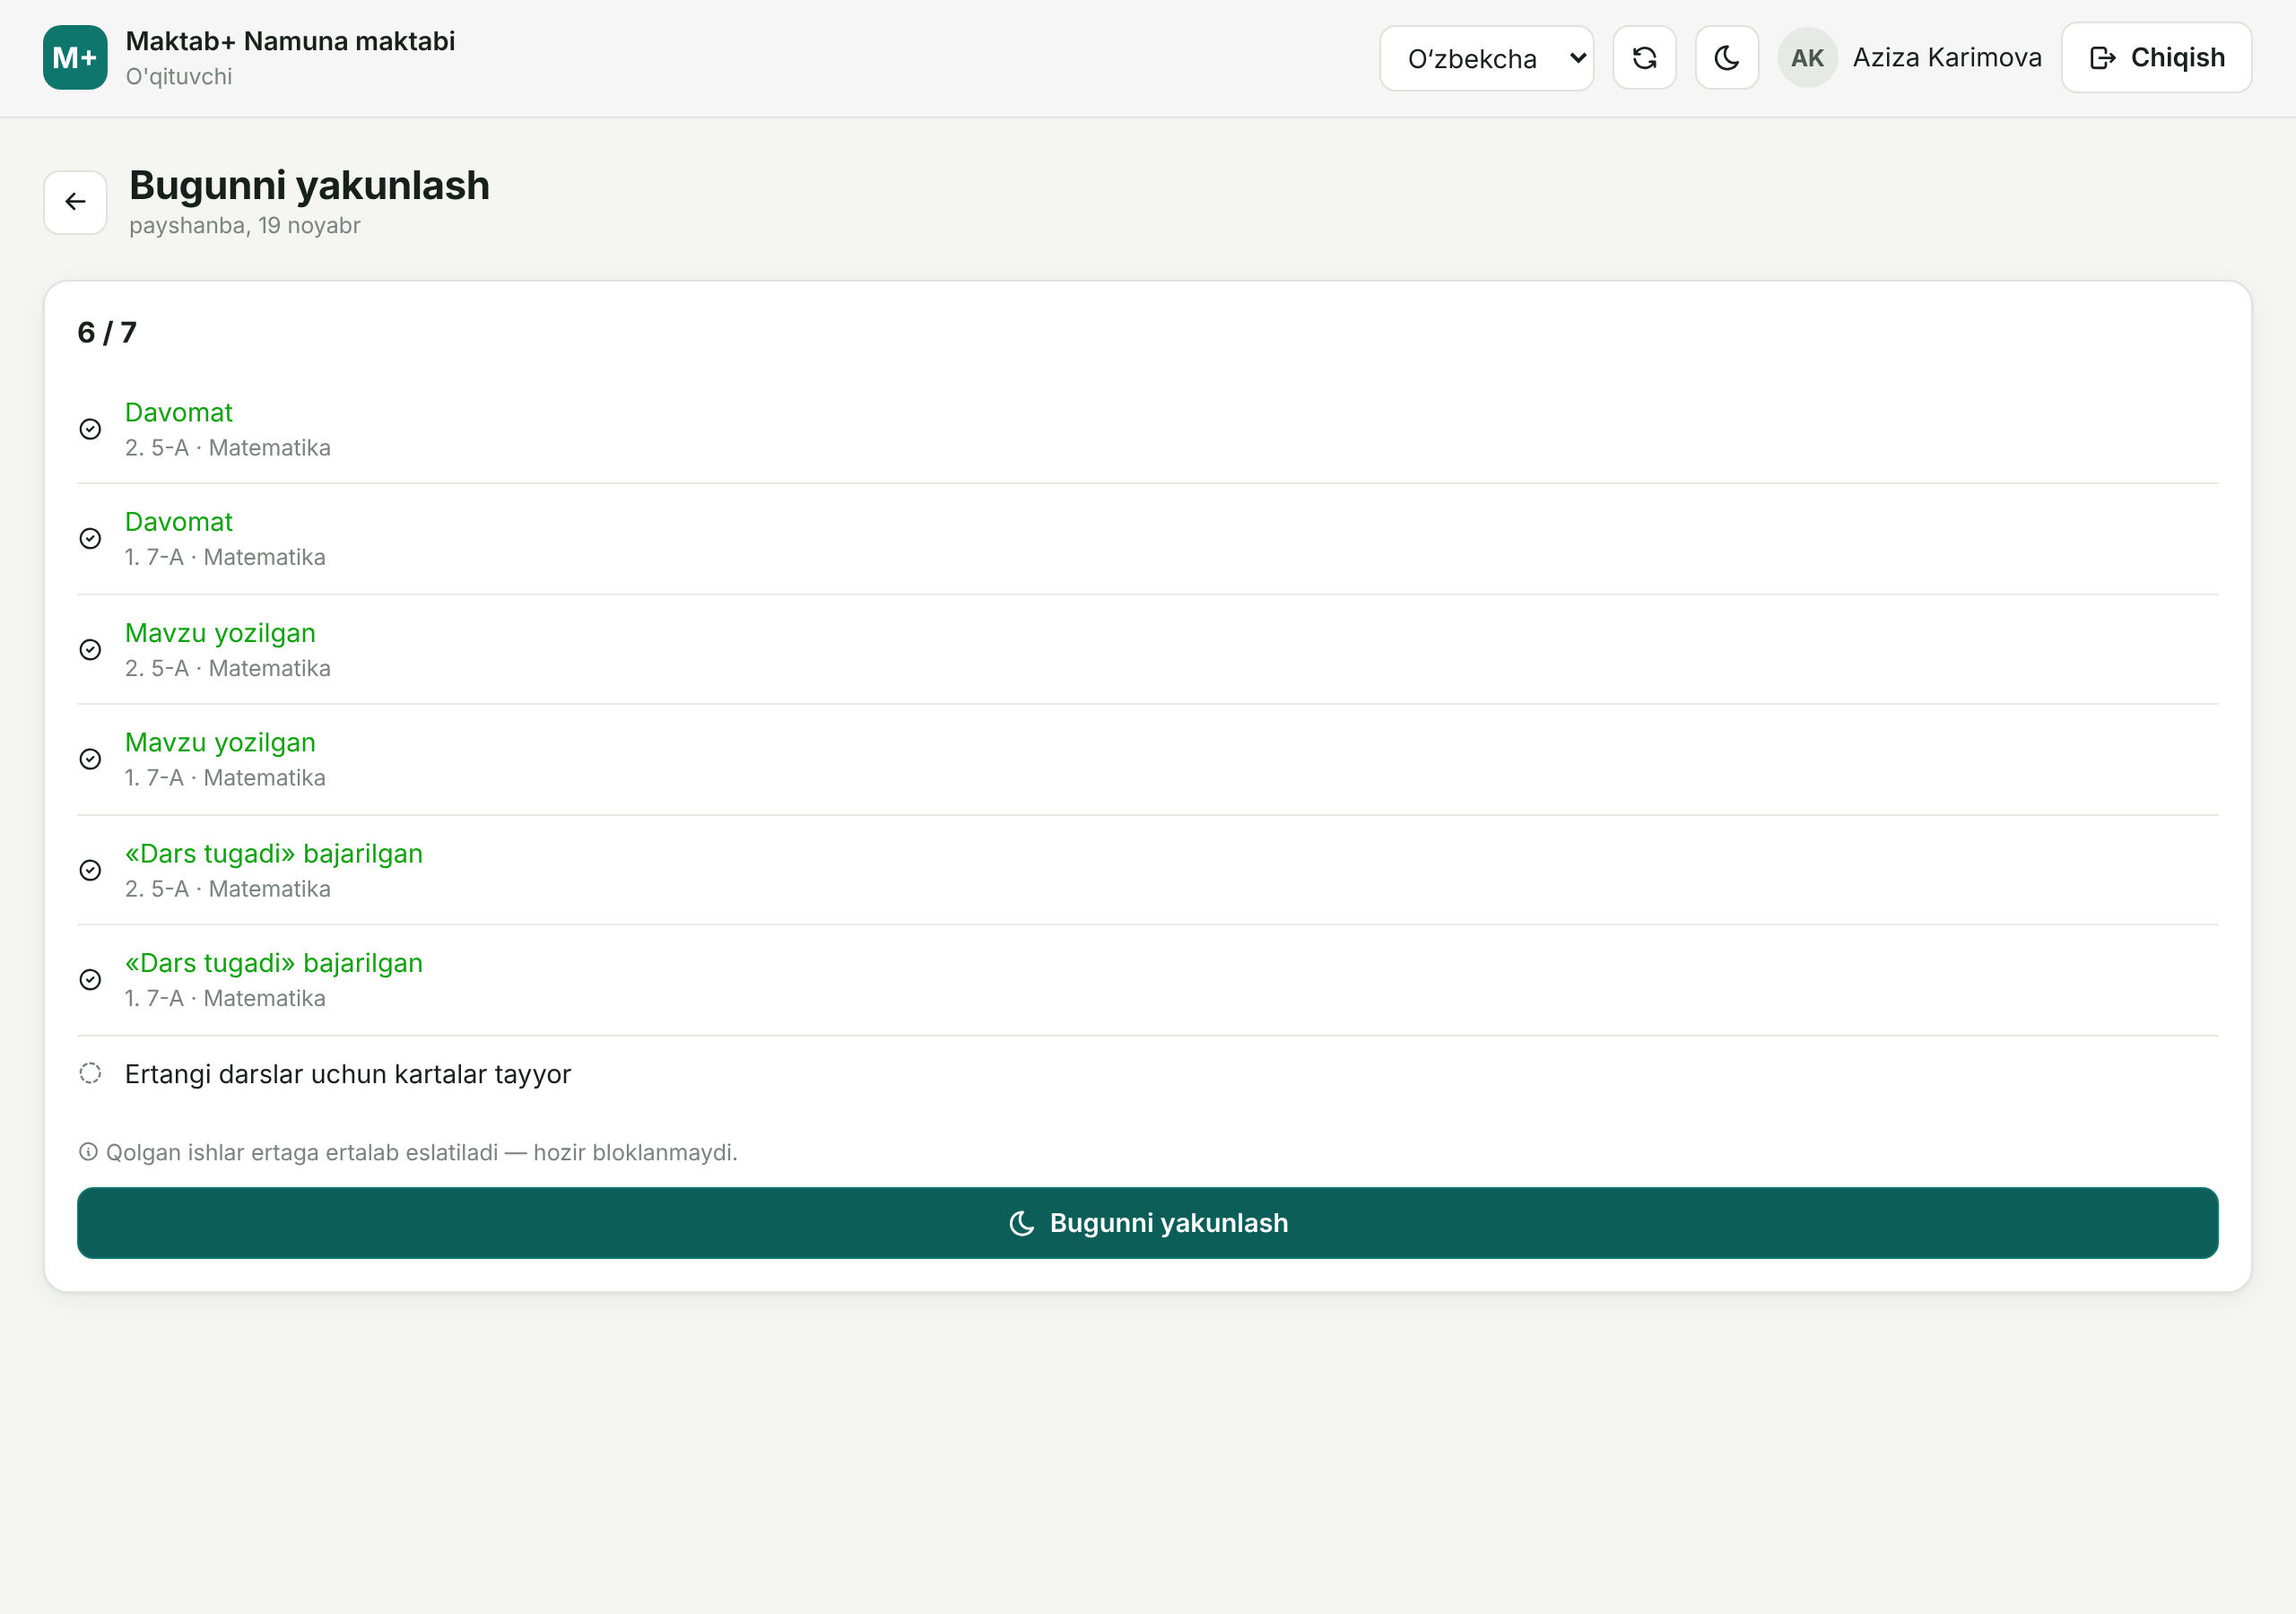 M+
Maktab+ Namuna maktabi
O'qituvchi
Oʻzbekcha
AK
Aziza Karimova
Chiqish
Bugunni yakunlash
payshanba, 19 noyabr
6 / 7
Davomat
2. 5-A · Matematika
Davomat
1. 7-A · Matematika
Mavzu yozilgan
2. 5-A · Matematika
Mavzu yozilgan
1. 7-A · Matematika
«Dars tugadi» bajarilgan
2. 5-A · Matematika
«Dars tugadi» bajarilgan
1. 7-A · Matematika
Ertangi darslar uchun kartalar tayyor
Qolgan ishlar ertaga ertalab eslatiladi — hozir bloklanmaydi.
Bugunni yakunlash